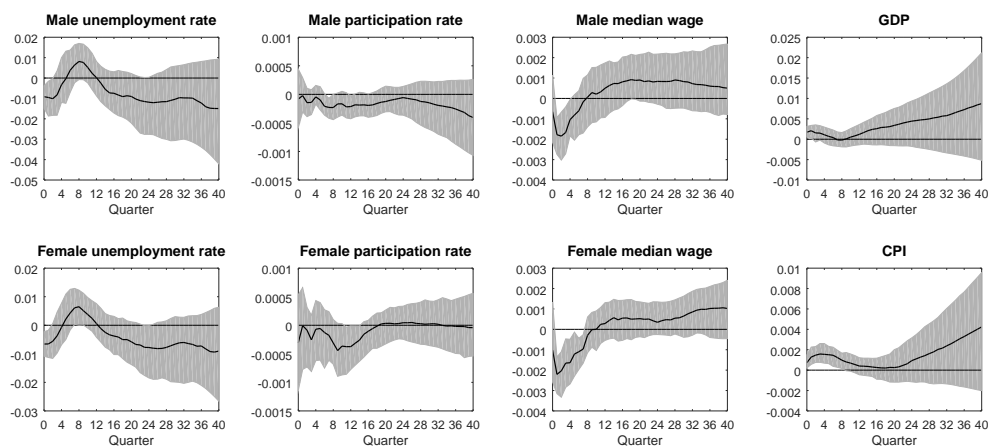 Male unemployment rate
0.02
0.01
0
-0.01
-0.02
-0.03
-0.04
-0.05
0 4 8 12 16 20 24 28 32 36 40
Quarter
Male participation rate
0.001
0.0005
0
-0.0005
-0.001
-0.0015
0 4 8 12 16 20 24 28 32 36 40
Quarter
Male median wage
0.003
0.002
0.001
0
-0.001
-0.002
-0.003
-0.004
0 4 8 12 16 20 24 28 32 36 40
Quarter
GDP
0.025
0.02
0.015
0.01
0.005
0
-0.005
-0.01
0 4 8 12 16 20 24 28 32 36 40
Quarter
Female unemployment rate
0.02
0.01
0
-0.01
-0.02
-0.03
0 4 8 12 16 20 24 28 32 36 40
Quarter
Female participation rate
0.001
0.0005
0
-0.0005
-0.001
-0.0015
0 4 8 12 16 20 24 28 32 36 40
Quarter
Female median wage
0.003
0.002
0.001
0
-0.001
-0.002
-0.003
-0.004
0 4 8 12 16 20 24 28 32 36 40
Quarter
CPI
0.01
0.008
0.006
0.004
0.002
0
-0.002
-0.004
0 4 8 12 16 20 24 28 32 36 40
Quarter